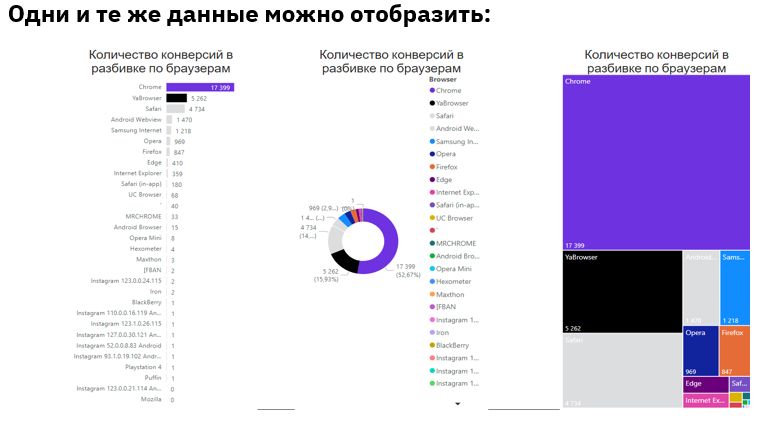 Одни и те же данные можно отобразить:
Количество конверсий в
разбивке по браузерам
Chrome 17 399
YaBrowser 5 262
Safari 4 734
Android Webview 1 470
Samsung Internet 1 218
Opera 969
Firefox 847
Edge 410
Internet Explorer 359
Safari (in-app) 180
UC Browser 68
' 40
MRCHROME 33
Android Browser 15
Opera Mini 8
Hexometer 4
Maxthon 3
[FBAN 2
Instagram 123.0.0.24.115 2
Iron 2
BlackBerry 1
Instagram 110.0.0.16.119 An... 1
Instagram 123.1.0.26.115 1
Instagram 127.0.0.30.121 An... 1
Instagram 52.0.0.8.83 Android 1
Instagram 93.1.0.19.102 Andr... 1
Playstation 4 1
Puffin 1
Instagram 123.0.0.21.114 An... 0
Mozilla 0
Количество конверсий в
разбивке по браузерам
Browser
Chrome
YaBrowser
Safari
Android We...
Samsung In...
Opera
Firefox
Edge
Internet Exp...
Safari (in-ap...
UC Browser
'
MRCHROME
Android Bro...
Opera Mini
Hexometer
Maxthon
[FBAN
Instagram 1...
Iron
BlackBerry
Instagram 1...
Instagram 1...
Instagram 1...
1
(0%)
969 (2,9...)
1 4... (...)
4 734
(14,...)
5 262
(15,93%)
17 399
(52,67%)
Количество конверсий в
разбивке по браузерам
Chrome
17 399
YaBrowser
5 262
Safari
4 734
Android...
1 470
Sams...
1 218
Opera
969
Firefox
847
Edge
Saf...
Internet Ex...